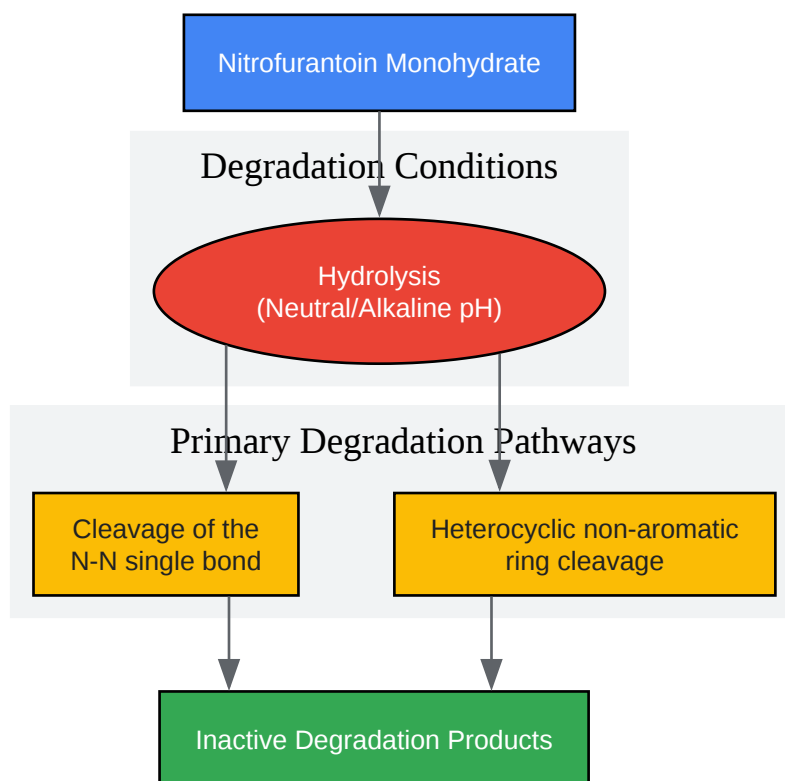 Nitrofurantoin Monohydrate
Degradation Conditions
Hydrolysis
(Neutral/Alkaline pH)
Primary Degradation Pathways
Cleavage of the
N-N single bond
Heterocyclic non-aromatic
ring cleavage
Inactive Degradation Products